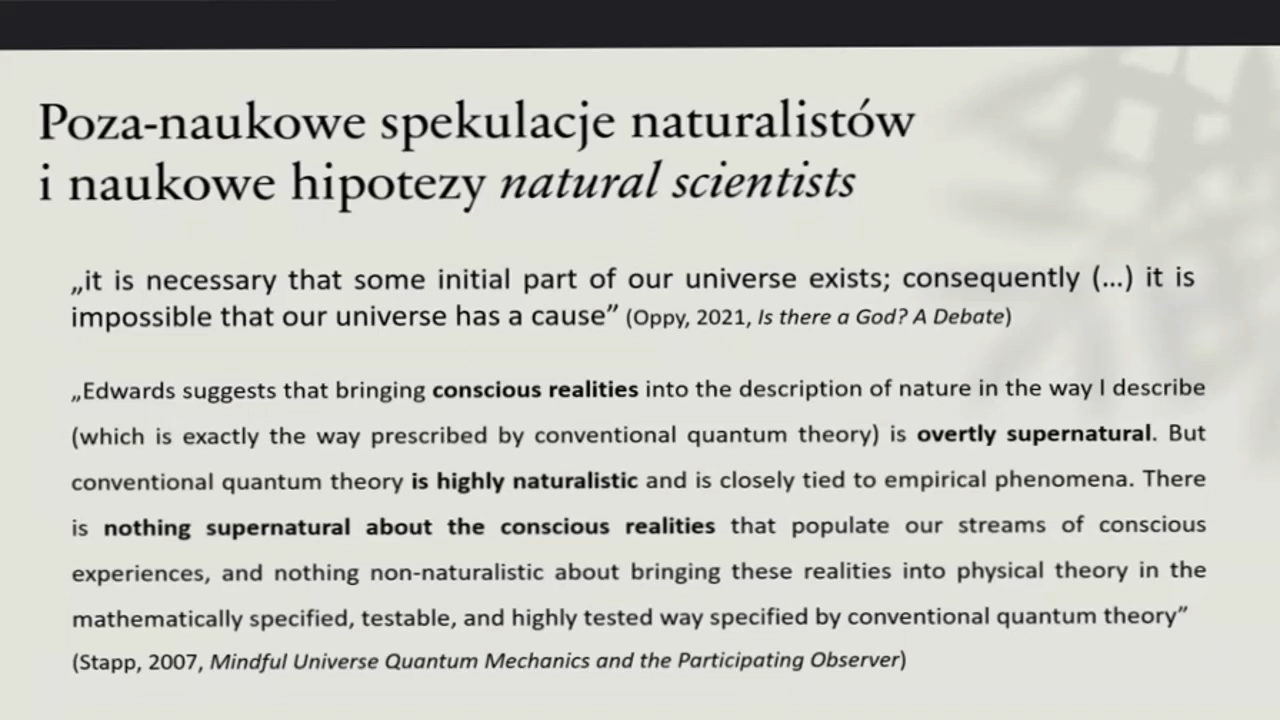 Poza-naukowe spekulacje naturalistów
i naukowe hipotezy natural scientists
„it is necessary that some initial part of our universe exists; consequently (...) it is
impossible that our universe has a cause” (Oppy, 2021, Is there a God? A Debate)
„Edwards suggests that bringing conscious realities into the description of nature in the way I describe
(which is exactly the way prescribed by conventional quantum theory) is overtly supernatural. But
conventional quantum theory is highly naturalistic and is closely tied to empirical phenomena. There
is nothing supernatural about the conscious realities that populate our streams of conscious
experiences, and nothing non-naturalistic about bringing these realities into physical theory in the
mathematically specified, testable, and highly tested way specified by conventional quantum theory”
(Stapp, 2007, Mindful Universe Quantum Mechanics and the Participating Observer)